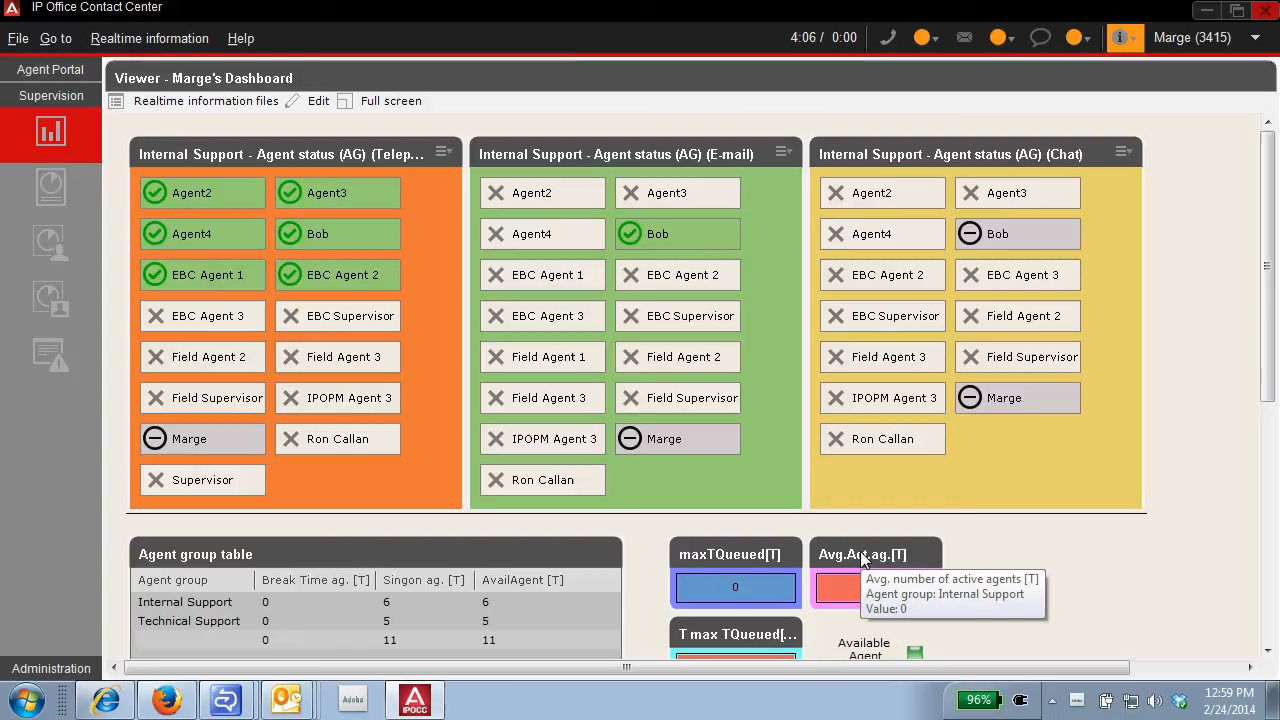 IP Office Contact Center
File Go to Realtime information Help
4:06 / 0:00
Marge (3415)
Agent Portal
Supervision
Viewer - Marge's Dashboard
Realtime information files Edit Full screen
Internal Support - Agent status (AG) (Telep...
Agent2 Agent3
Agent4 Bob
EBC Agent 1 EBC Agent 2
EBC Agent 3 EBC Supervisor
Field Agent 2 Field Agent 3
Field Supervisor IPOPM Agent 3
Marge Ron Callan
Supervisor
Internal Support - Agent status (AG) (E-mail)
Agent2 Agent3
Agent4 Bob
EBC Agent 1 EBC Agent 2
EBC Agent 3 EBC Supervisor
Field Agent 1 Field Agent 2
Field Agent 3 Field Supervisor
IPOPM Agent 3 Marge
Ron Callan
Internal Support - Agent status (AG) (Chat)
Agent2 Agent3
Agent4 Bob
EBC Agent 2 EBC Agent 3
EBC Supervisor Field Agent 2
Field Agent 3 Field Supervisor
IPOPM Agent 3 Marge
Ron Callan
Agent group table
Agent group Break Time ag. [T] Singon ag. [T] AvailAgent [T]
Internal Support 0 6 6
Technical Support 0 5 5
0 11 11
maxTQueued[T]
0
T max TQueued[...
Avg. number of active agents [T]
Agent group: Internal Support
Value: 0
Available
Agent
Administration
Adobe
IPOCC
96%
12:59 PM
2/24/2014